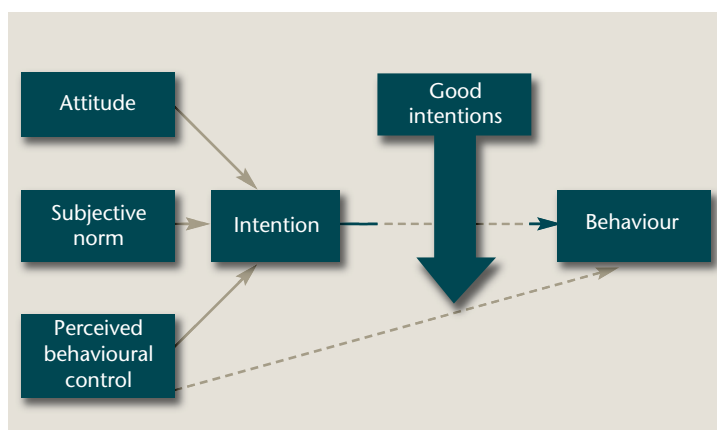 Attitude
Good
intentions
Subjective
norm
Intention
Behaviour
Perceived
behavioural
control